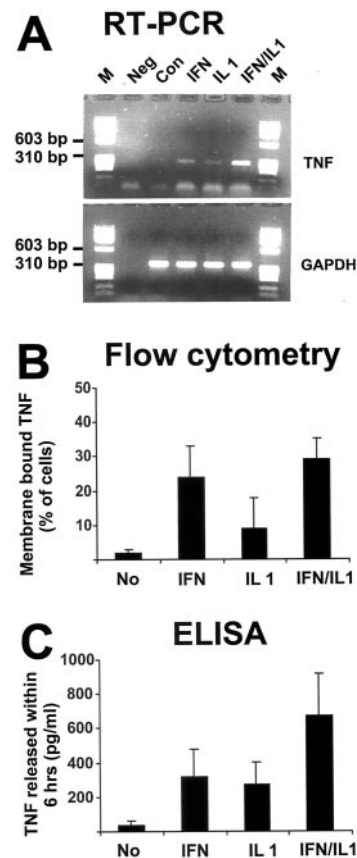 A RT-PCR
M Neg Con IFN IL 1 IFN/IL1 M
603 bp
310 bp
TNF
603 bp
310 bp
GAPDH
B Flow cytometry
Membrane bound TNF
(% of cells)
50
40
30
20
10
No IFN IL 1 IFN/IL1
C ELISA
TNF released within
6 hrs (pg/ml)
1000
800
600
400
200
No IFN IL 1 IFN/IL1